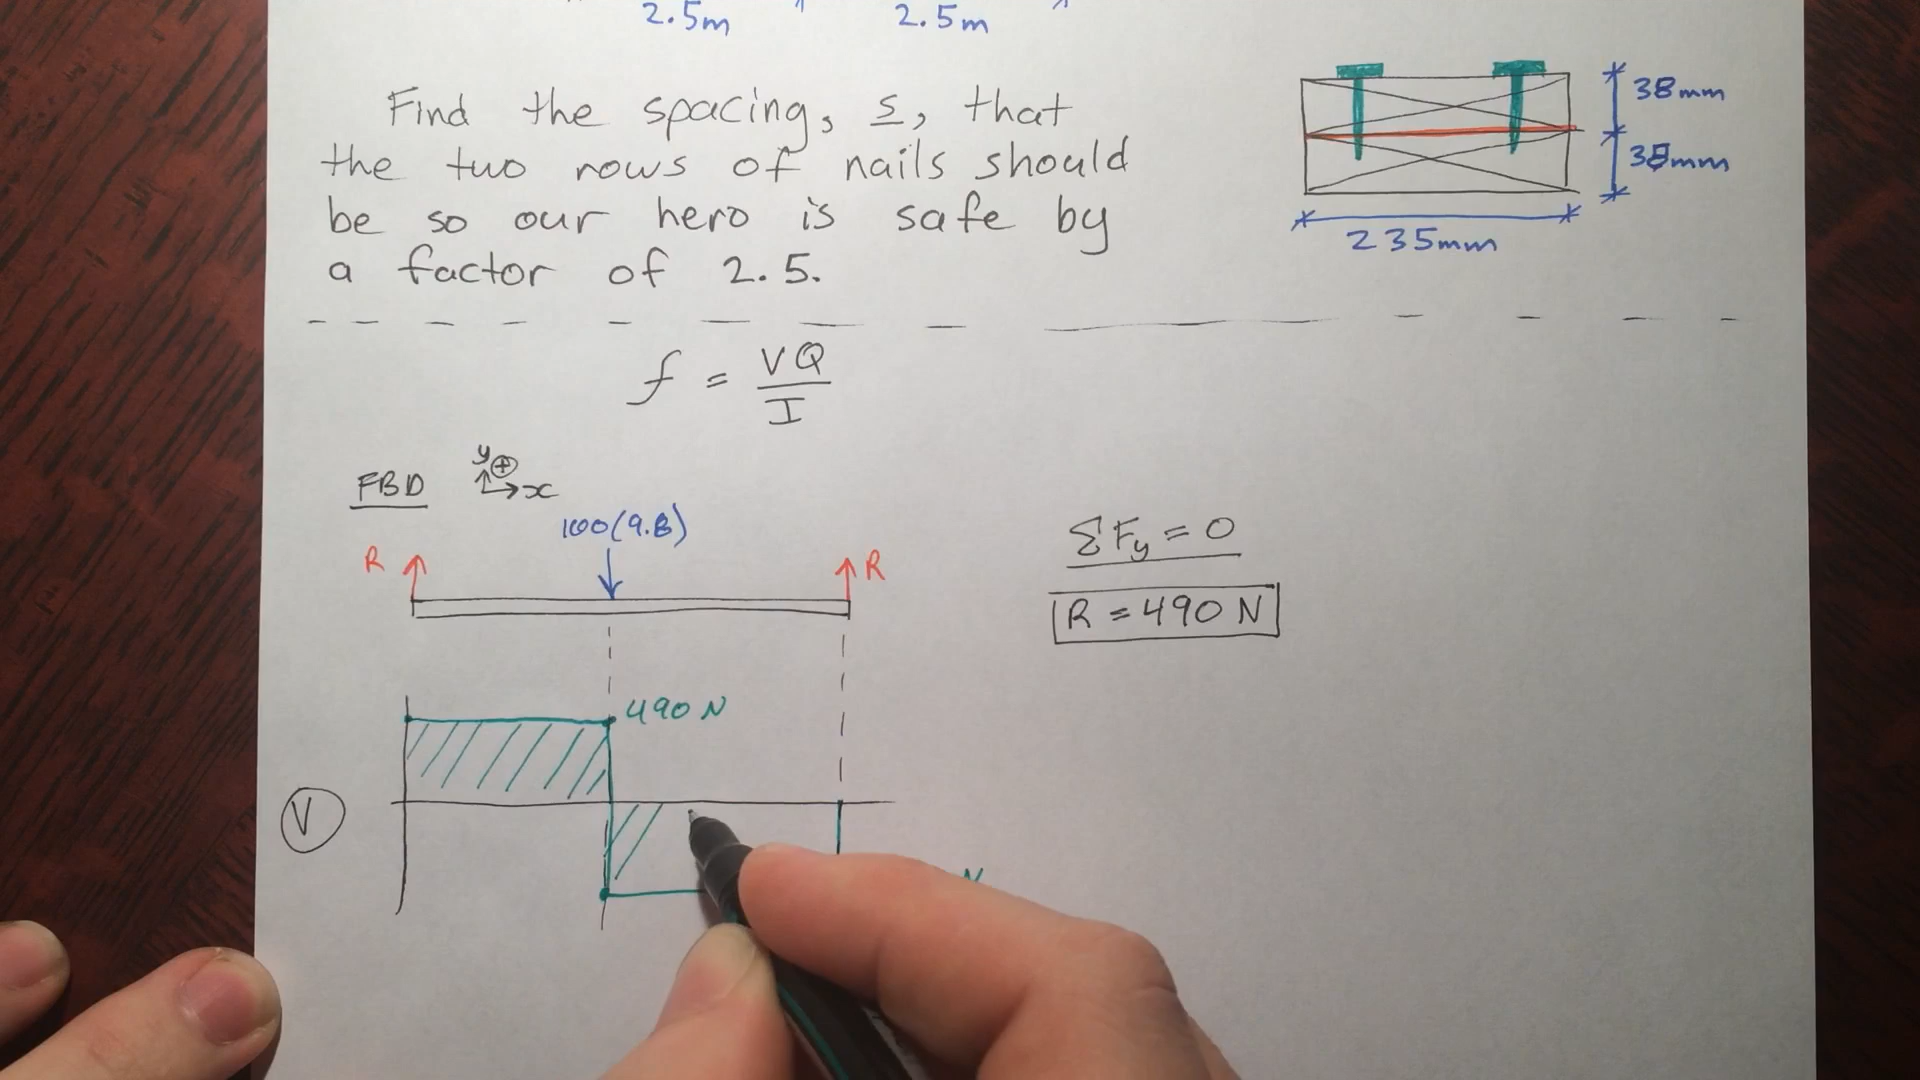 2.5m 2.5m
Find the spacing, s, that
the two rows of nails should
be so our hero is safe by
a factor of 2.5.
38mm
38mm
235mm
f = VQ / I
FBD y + x
100(9.8)
R R
ΣFy = 0
R = 490 N
490 N
V
N